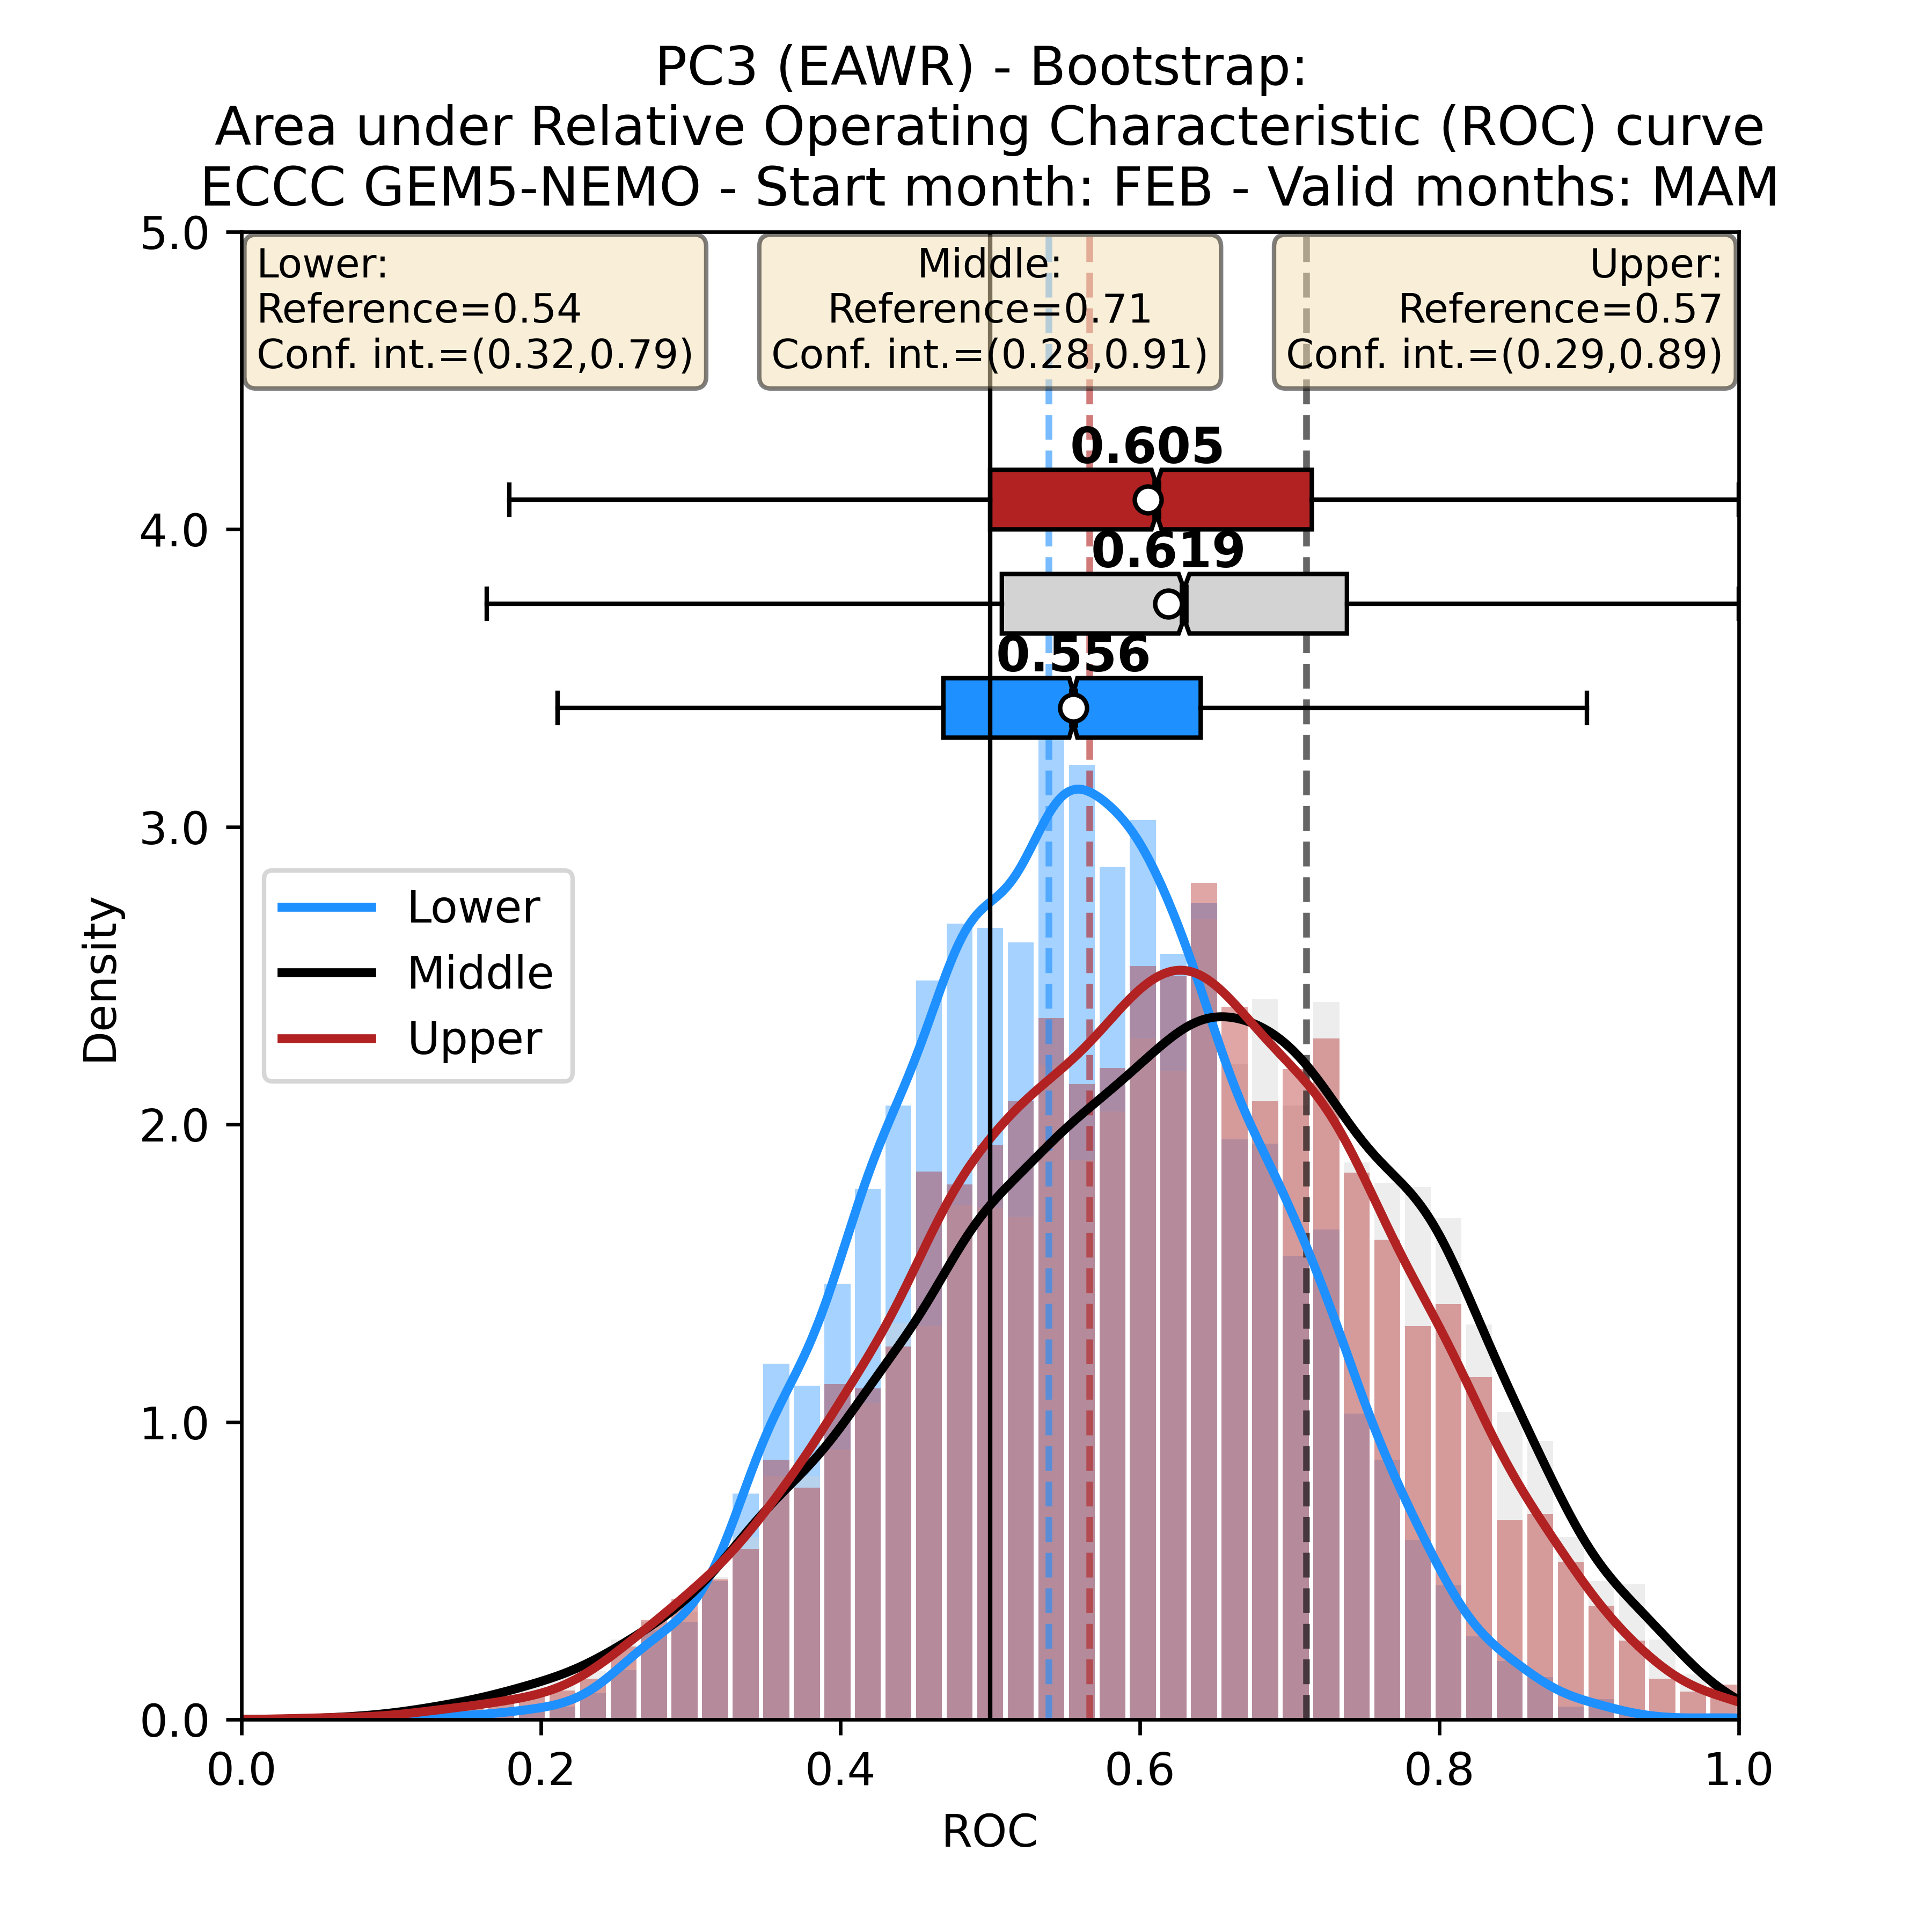 PC3 (EAWR) - Bootstrap:
Area under Relative Operating Characteristic (ROC) curve
ECCC GEM5-NEMO - Start month: FEB - Valid months: MAM
Lower:
Reference=0.54
Conf. int.=(0.32,0.79)
Middle:
Reference=0.71
Conf. int.=(0.28,0.91)
Upper:
Reference=0.57
Conf. int.=(0.29,0.89)
0.605
0.619
0.556
Lower
Middle
Upper
Density
5.0
4.0
3.0
2.0
1.0
0.0
0.0 0.2 0.4 0.6 0.8 1.0
ROC